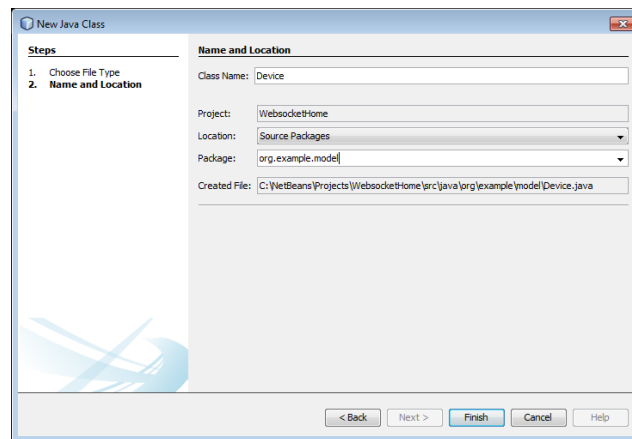 New Java Class
Steps
1. Choose File Type
2. Name and Location
Name and Location
Class Name: Device
Project: WebsocketHome
Location: Source Packages
Package: org.example.model
Created File: C:\NetBeans\Projects\WebsocketHome\src\java\org\example\model\Device.java
< Back Next > Finish Cancel Help